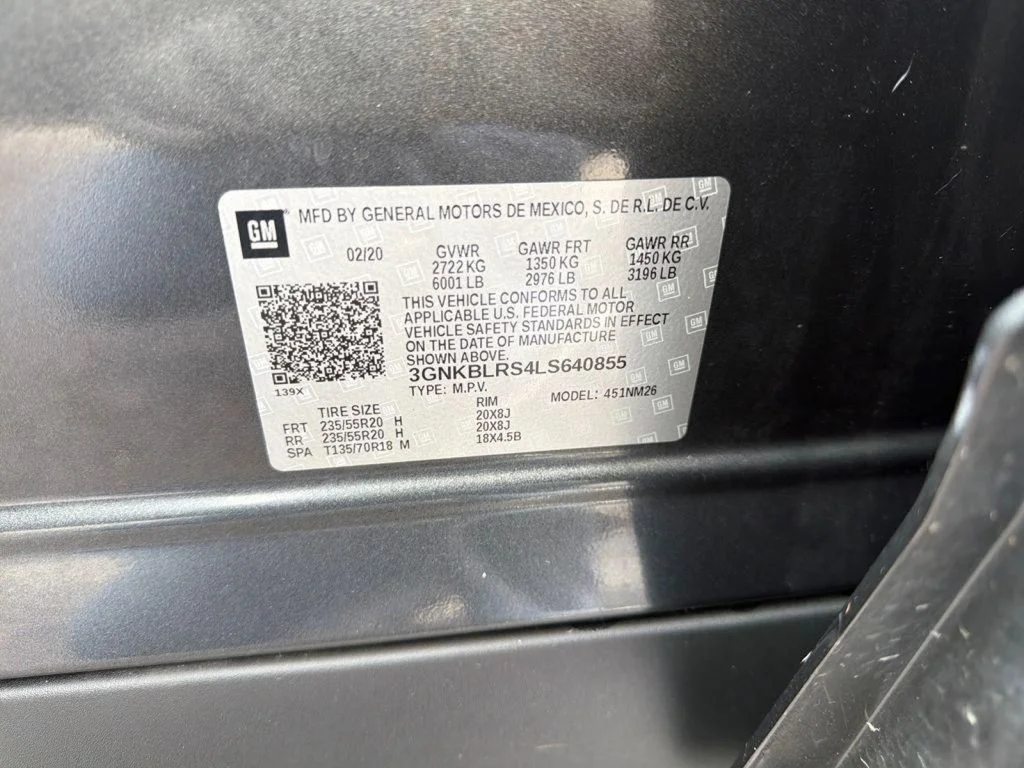 GM MFD BY GENERAL MOTORS DE MEXICO, S. DE R.L. DE C.V.
02/20 GVWR GAWR FRT GAWR RR
2722 KG 1350 KG 1450 KG
6001 LB 2976 LB 3196 LB
THIS VEHICLE CONFORMS TO ALL
APPLICABLE U.S. FEDERAL MOTOR
VEHICLE SAFETY STANDARDS IN EFFECT
ON THE DATE OF MANUFACTURE
SHOWN ABOVE.
3GNKBLRS4LS640855
139X
TYPE: M.P.V. MODEL: 451NM26
TIRE SIZE RIM
FRT 235/55R20 H 20X8J
RR 235/55R20 H 20X8J
SPA T135/70R18 M 18X4.5B